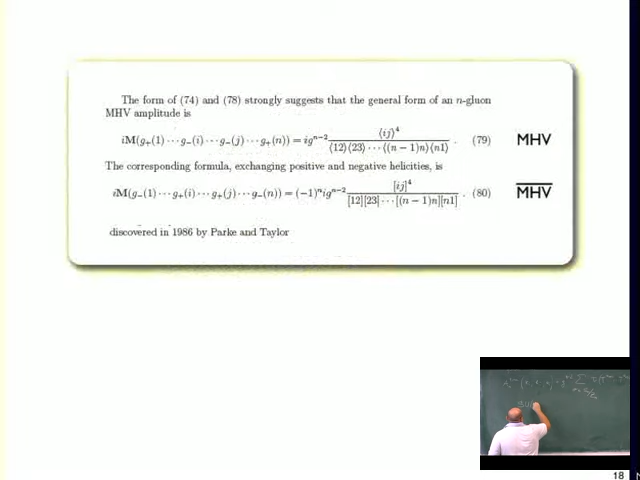 The form of (74) and (78) strongly suggests that the general form of an n-gluon
MHV amplitude is
iM(g₊(1) ··· g₋(i) ··· g₋(j) ··· g₊(n)) = ig^{n−2} ⟨ij⟩⁴ / ⟨12⟩⟨23⟩ ··· ⟨(n − 1)n⟩⟨n1⟩ . (79) MHV
The corresponding formula, exchanging positive and negative helicities, is
iM(g₋(1) ··· g₊(i) ··· g₊(j) ··· g₋(n)) = (−1)ⁿig^{n−2} [ij]⁴ / [12][23] ··· [(n − 1)n][n1] . (80) M̅H̅V̅
discovered in 1986 by Parke and Taylor
18